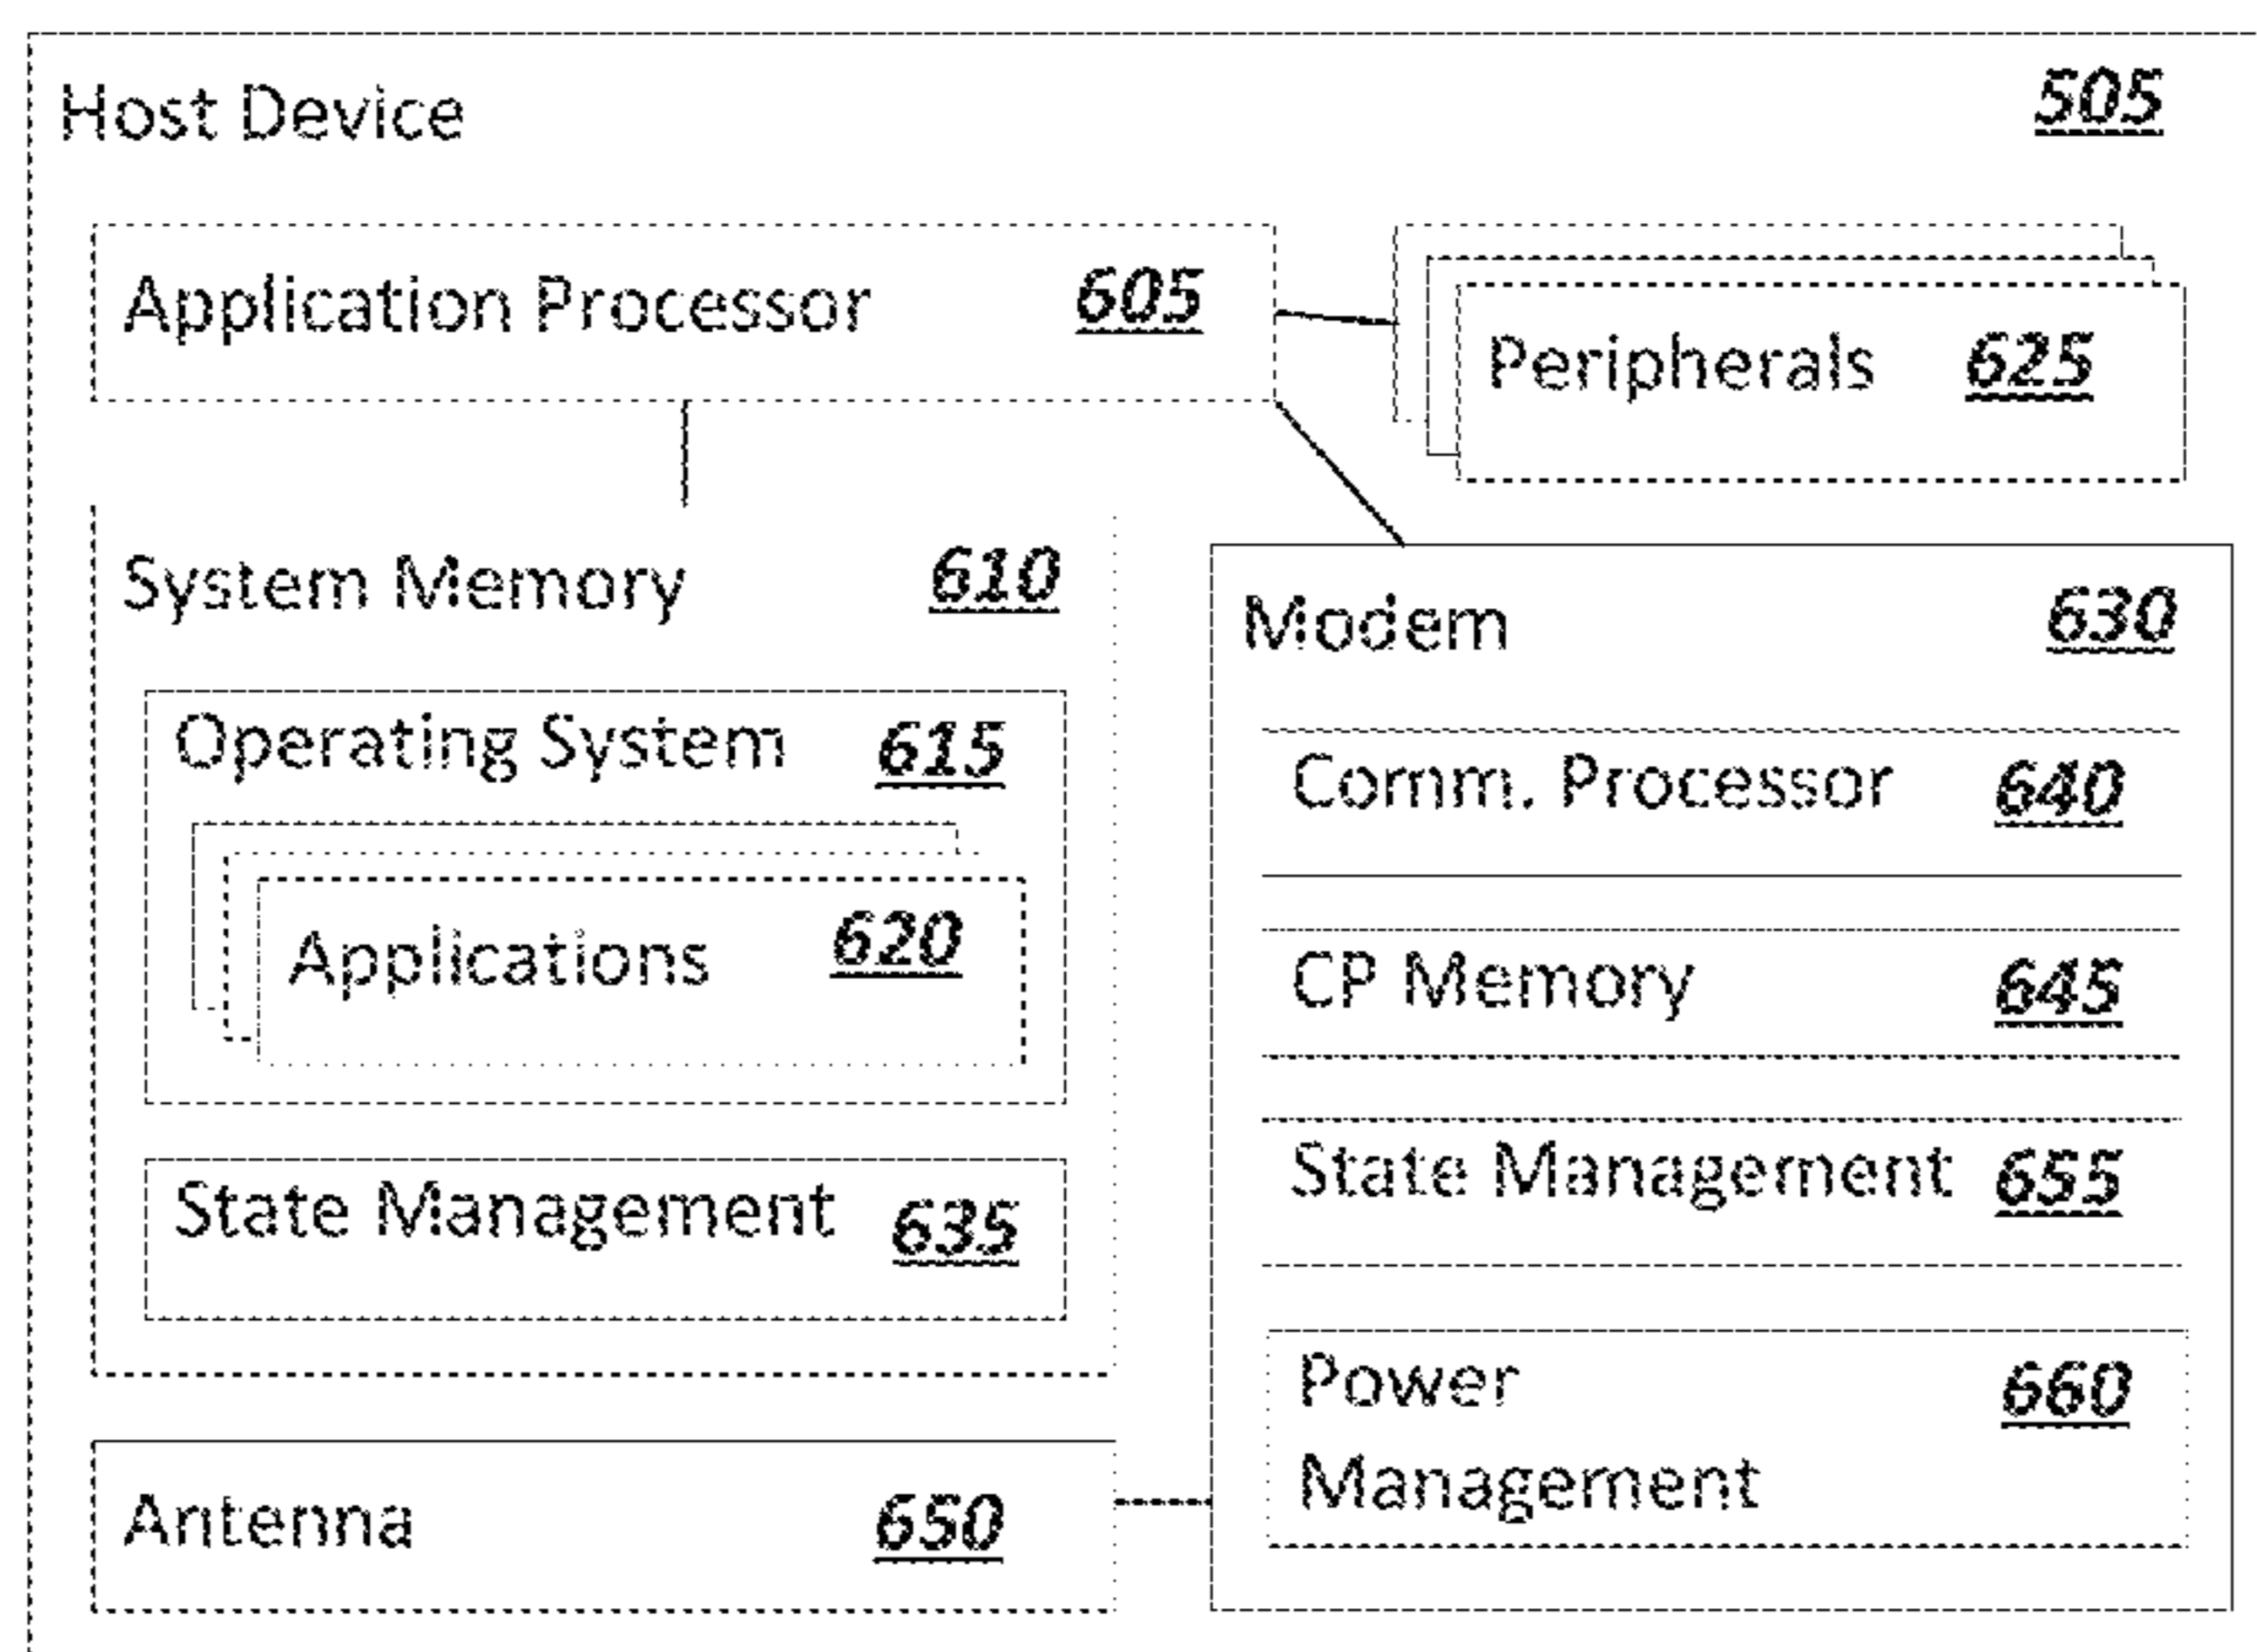 Host Device 505
Application Processor 605
Peripherals 625
System Memory 610
Operating System 615
Applications 620
State Management 635
Antenna 650
Modem 630
Comm. Processor 640
CP Memory 645
State Management 655
Power 660
Management